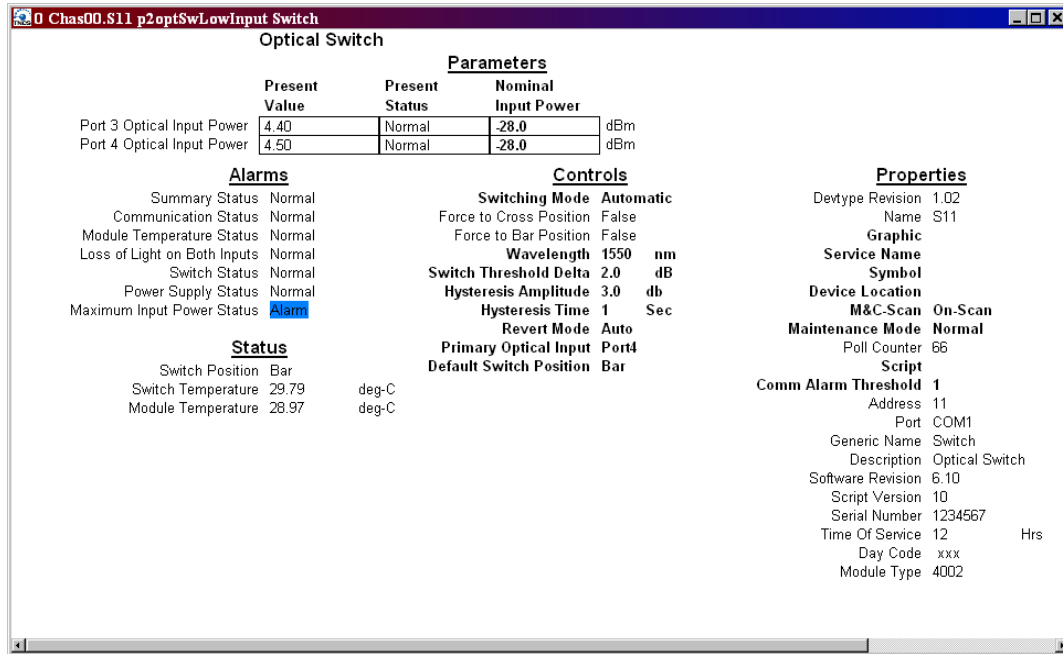 0 Chas00.S11 p2optSwLowInput Switch
Optical Switch
Parameters
Present Present Nominal
Value Status Input Power
Port 3 Optical Input Power 4.40 Normal -28.0 dBm
Port 4 Optical Input Power 4.50 Normal -28.0 dBm
Alarms
Summary Status Normal
Communication Status Normal
Module Temperature Status Normal
Loss of Light on Both Inputs Normal
Switch Status Normal
Power Supply Status Normal
Maximum Input Power Status Alarm
Status
Switch Position Bar
Switch Temperature 29.79 deg-C
Module Temperature 28.97 deg-C
Controls
Switching Mode Automatic
Force to Cross Position False
Force to Bar Position False
Wavelength 1550 nm
Switch Threshold Delta 2.0 dB
Hysteresis Amplitude 3.0 db
Hysteresis Time 1 Sec
Revert Mode Auto
Primary Optical Input Port4
Default Switch Position Bar
Properties
Devtype Revision 1.02
Name S11
Graphic
Service Name
Symbol
Device Location
M&C-Scan On-Scan
Maintenance Mode Normal
Poll Counter 66
Script
Comm Alarm Threshold 1
Address 11
Port COM1
Generic Name Switch
Description Optical Switch
Software Revision 6.10
Script Version 10
Serial Number 1234567
Time Of Service 12 Hrs
Day Code xxx
Module Type 4002